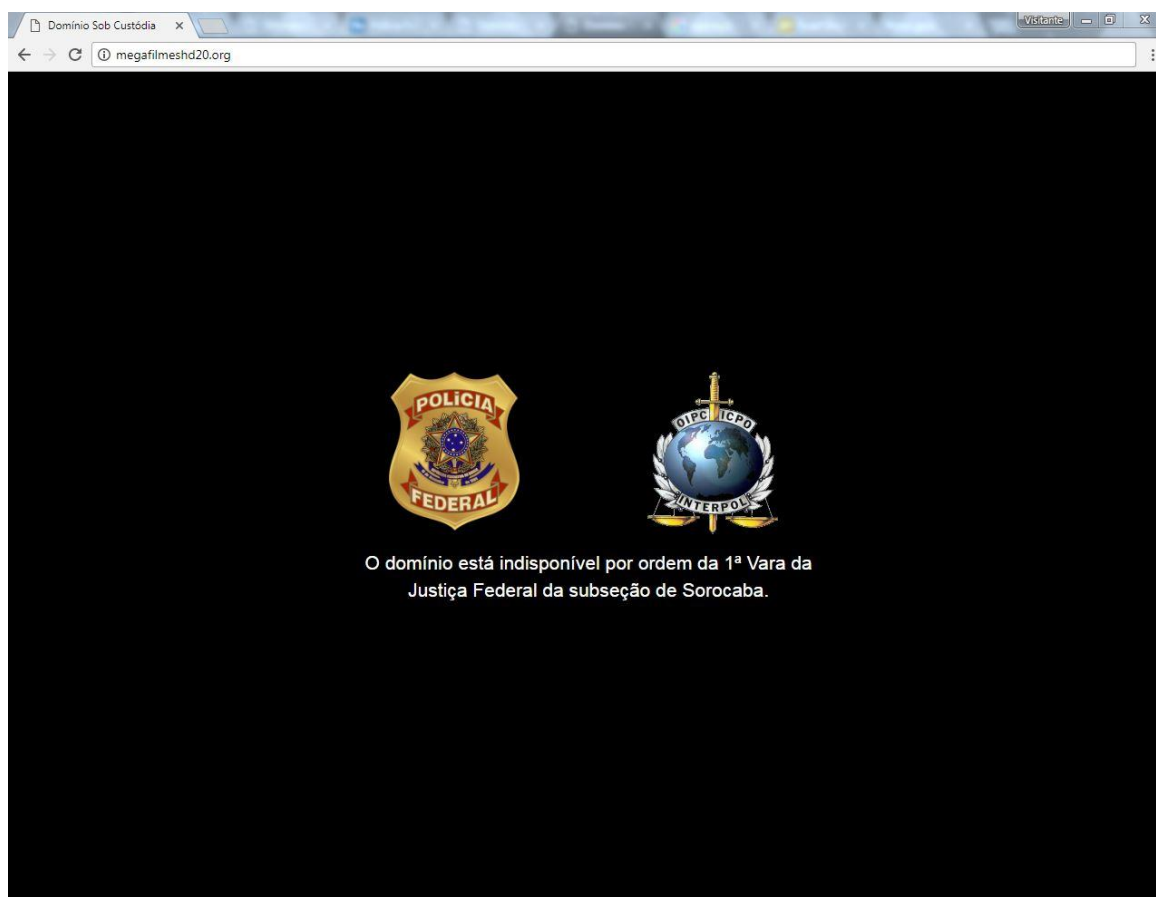 Domínio Sob Custódia
Visitante
megafilmeshd20.org
POLÍCIA
FEDERAL
OIPC ICPO
INTERPOL
O domínio está indisponível por ordem da 1ª Vara da
Justiça Federal da subseção de Sorocaba.